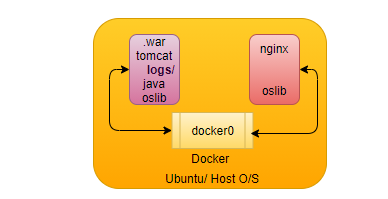 .war
tomcat
logs/
java
oslib
nginx
oslib
docker0
Docker
Ubuntu/ Host O/S